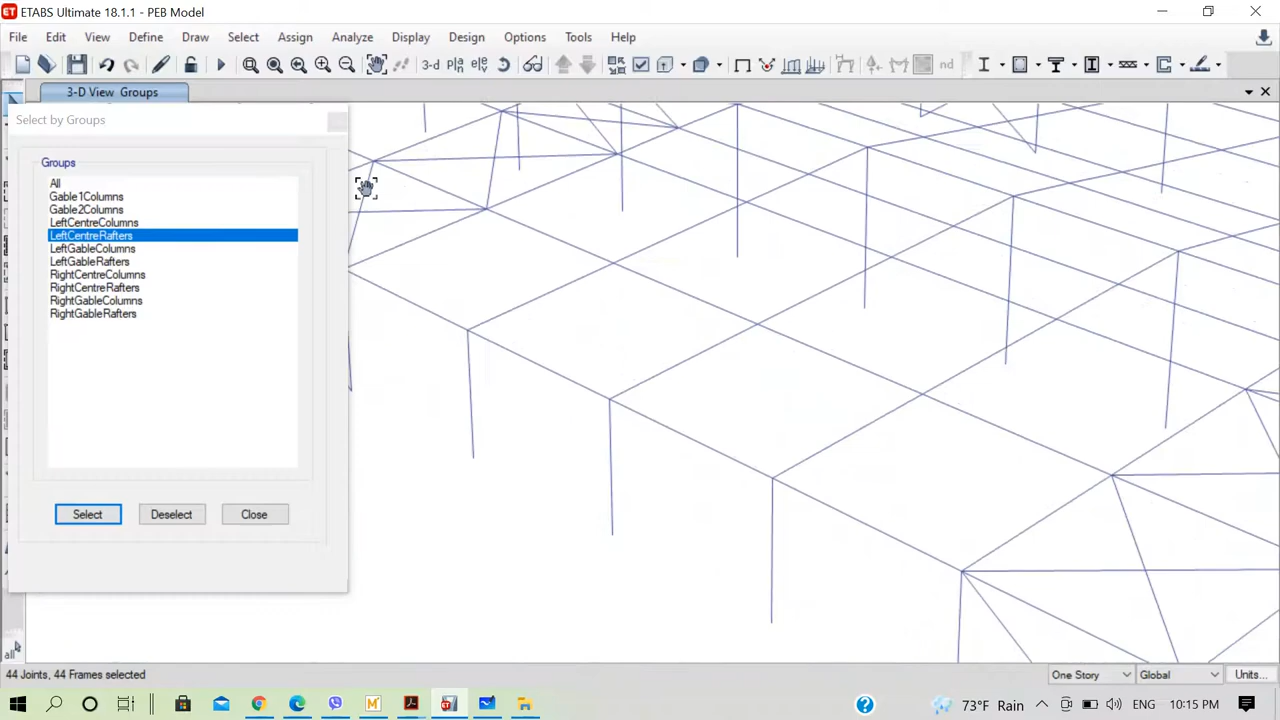 ETABS Ultimate 18.1.1 - PEB Model
File Edit View Define Draw Select Assign Analyze Display Design Options Tools Help
3-d Pla ele nd
3-D View Groups
Select by Groups
Groups
All
Gable1Columns
Gable2Columns
LeftCentreColumns
LeftCentreRafters
LeftGableColumns
LeftGableRafters
RightCentreColumns
RightCentreRafters
RightGableColumns
RightGableRafters
Select Deselect Close
all
44 Joints, 44 Frames selected
One Story Global Units...
73°F Rain ENG 10:15 PM